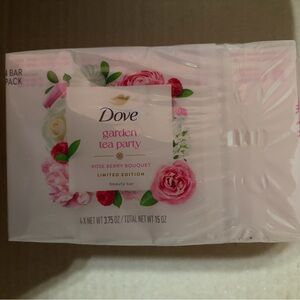 4 BAR
PACK
Dove
garden
tea party
ROSE BERRY BOUQUET
LIMITED EDITION
beauty bar
4 X NET WT 3.75 OZ / TOTAL WT 15 OZ